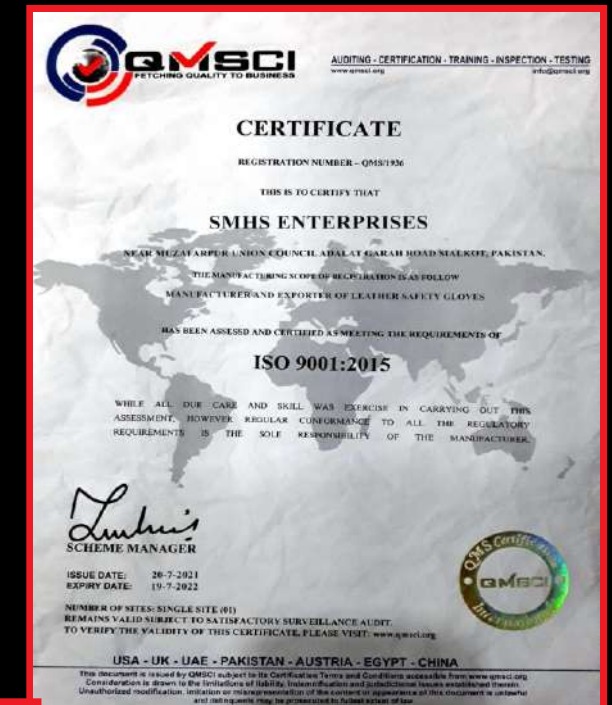 QMSCI
FETCHING QUALITY TO BUSINESS
AUDITING - CERTIFICATION - TRAINING - INSPECTION - TESTING
www.qmsci.org info@qmsci.org
CERTIFICATE
REGISTRATION NUMBER – QMS/1936
THIS IS TO CERTIFY THAT
SMHS ENTERPRISES
NEAR MUZAFARPUR UNION COUNCIL ADALAT GARAH ROAD SIALKOT, PAKISTAN.
THE MANUFACTURING SCOPE OF REGISTRATION IS AS FOLLOW
MANUFACTURER AND EXPORTER OF LEATHER SAFETY GLOVES
HAS BEEN ASSESSD AND CERTIFIED AS MEETING THE REQUIREMENTS OF
ISO 9001:2015
WHILE ALL DUE CARE AND SKILL WAS EXERCISE IN CARRYING OUT THIS
ASSESSMENT, HOWEVER REGULAR CONFORMANCE TO ALL THE REGULATORY
REQUIREMENTS IS THE SOLE RESPONSIBILITY OF THE MANUFACTURER.
SCHEME MANAGER
QMS Certification
QMSCI
International
ISSUE DATE: 20-7-2021
EXPIRY DATE: 19-7-2022
NUMBER OF SITES: SINGLE SITE (01)
REMAINS VALID SUBJECT TO SATISFACTORY SURVEILLANCE AUDIT.
TO VERIFY THE VALIDITY OF THIS CERTIFICATE, PLEASE VISIT: www.qmsci.org
USA - UK - UAE - PAKISTAN - AUSTRIA - EGYPT - CHINA
This document is issued by QMSCI subject to its Certification Terms and Conditions accessible from www.qmsci.org
Consideration is drawn to the limitations of liability, indemnification and jurisdictional issues established therein.
Unauthorized modification, imitation or misrepresentation of the content or appearance of this document is unlawful
and delinquents may be prosecuted to fullest extent of law